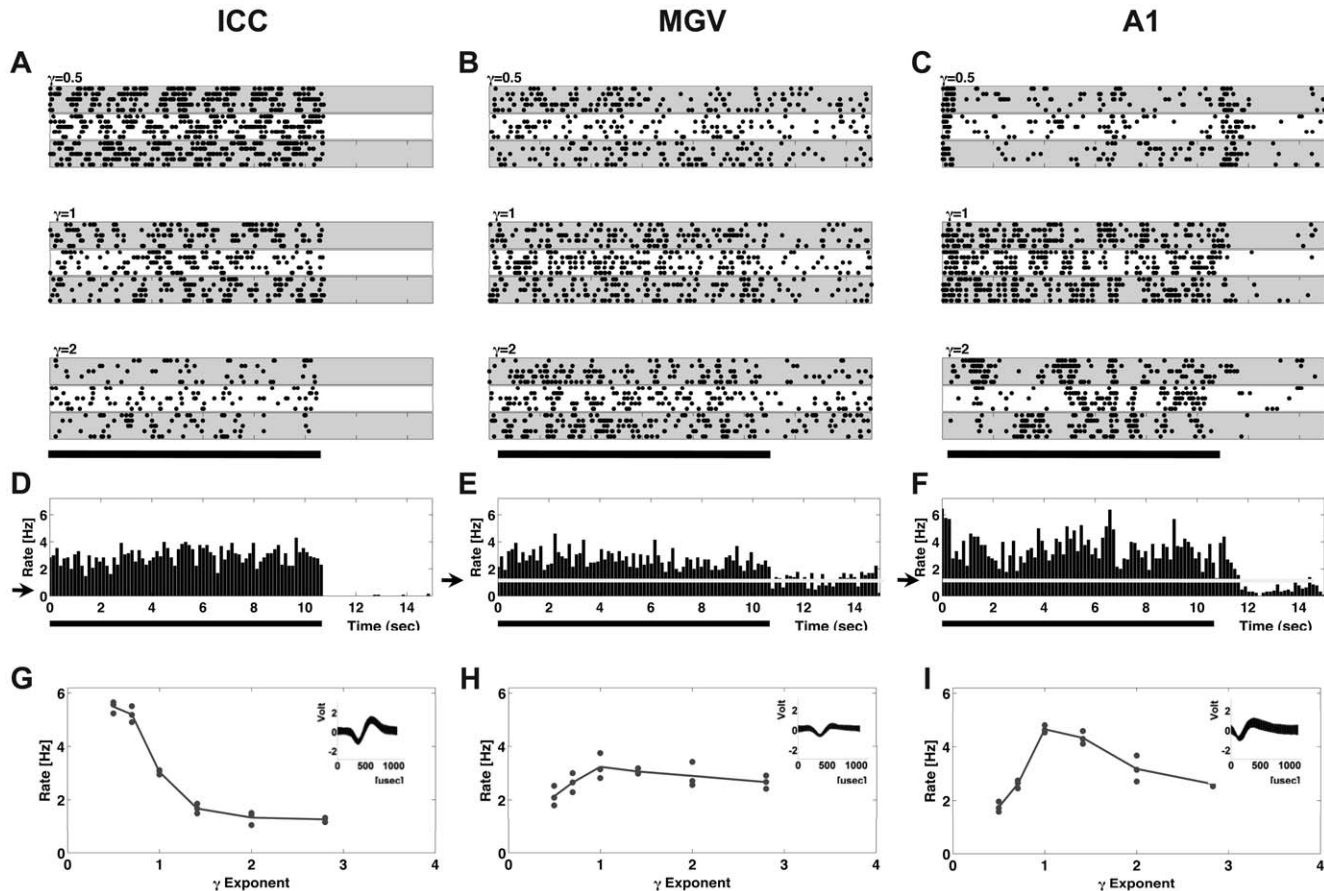 ICC MGV A1
A B C
γ=0.5 γ=0.5 γ=0.5
γ=1 γ=1 γ=1
γ=2 γ=2 γ=2
D E F
Rate [Hz] 6 4 2 0
0 2 4 6 8 10 12 14
Time (sec)
Rate [Hz] 6 4 2 0
0 2 4 6 8 10 12 14
Time (sec)
Rate [Hz] 6 4 2 0
0 2 4 6 8 10 12 14
Time (sec)
G H I
Rate [Hz] 6 4 2 0
0 1 2 3 4
γ Exponent
Volt 2 0 -2
0 500 1000
[usec]
Rate [Hz] 6 4 2 0
0 1 2 3 4
γ Exponent
Volt 2 0 -2
0 500 1000
[usec]
Rate [Hz] 6 4 2 0
0 1 2 3 4
γ Exponent
Volt 2 0 -2
0 500 1000
[usec]